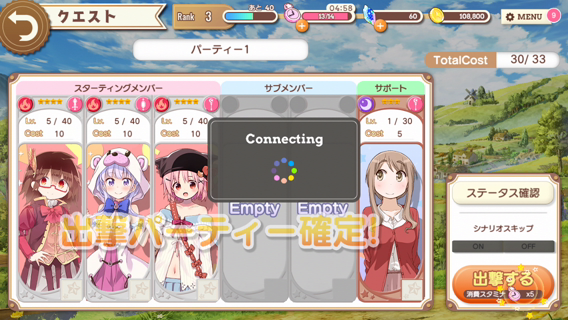 クエスト
Rank 3
あと 40
04:58
13/14
60
108,800
MENU 9
パーティー1
TotalCost 30/33
スターティングメンバー
サブメンバー
サポート
Lv. 5 / 40
Cost 10
Lv. 5 / 40
Cost 10
Lv. 5 / 40
Cost 10
Lv. 1 / 30
Cost 5
Connecting
Empty
Empty
出撃パーティー確定!
ステータス確認
シナリオスキップ
ON OFF
出撃する
消費スタミナ x5